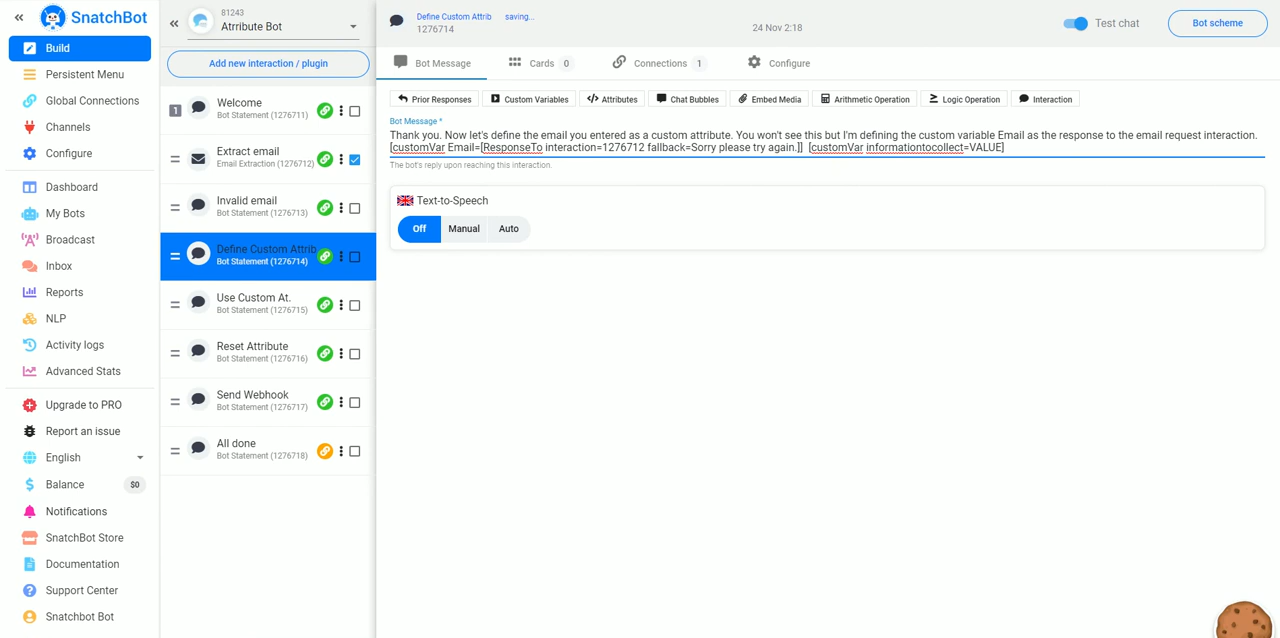 SnatchBot
Build
Persistent Menu
Global Connections
Channels
Configure
Dashboard
My Bots
Broadcast
Inbox
Reports
NLP
Activity logs
Advanced Stats
Upgrade to PRO
Report an issue
English
Balance $0
Notifications
SnatchBot Store
Documentation
Support Center
Snatchbot Bot
81243
Atrribute Bot
Add new interaction / plugin
1
Welcome
Bot Statement (1276711)
Extract email
Email Extraction (1276712)
Invalid email
Bot Statement (1276713)
Define Custom Attrib
Bot Statement (1276714)
Use Custom At.
Bot Statement (1276715)
Reset Attribute
Bot Statement (1276716)
Send Webhook
Bot Statement (1276717)
All done
Bot Statement (1276718)
Define Custom Attrib saving...
1276714
24 Nov 2:18
Test chat
Bot scheme
Bot Message Cards 0 Connections 1 Configure
Prior Responses Custom Variables Attributes Chat Bubbles Embed Media Arithmetic Operation Logic Operation Interaction
Bot Message *
Thank you. Now let's define the email you entered as a custom attribute. You won't see this but I'm defining the custom variable Email as the response to the email request interaction.
[customVar Email=[ResponseTo interaction=1276712 fallback=Sorry please try again.]] [customVar informationtocollect=VALUE]
The bot's reply upon reaching this interaction.
Text-to-Speech
Off Manual Auto